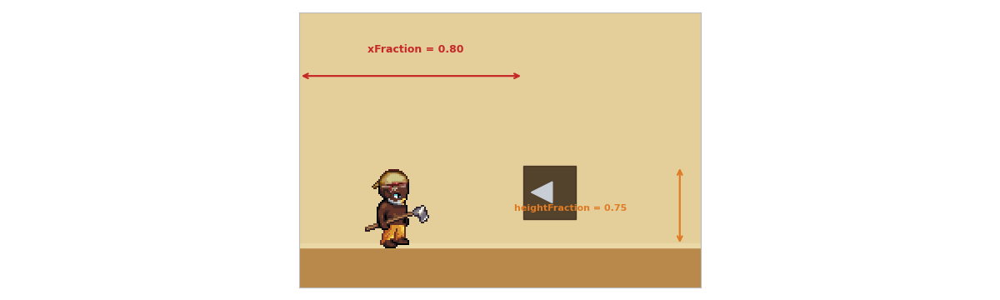 xFraction = 0.80
heightFraction = 0.75